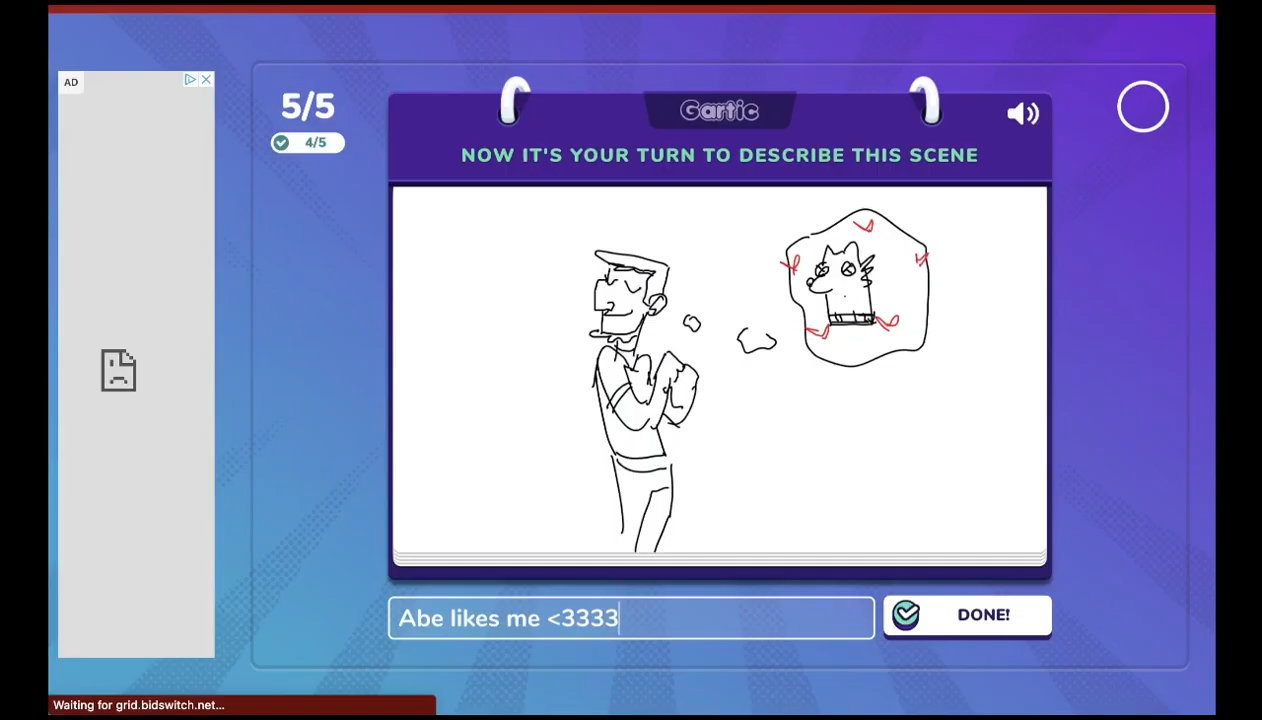 AD
5/5
4/5
Gartic
NOW IT'S YOUR TURN TO DESCRIBE THIS SCENE
Abe likes me <3333
DONE!
Waiting for grid.bidswitch.net...